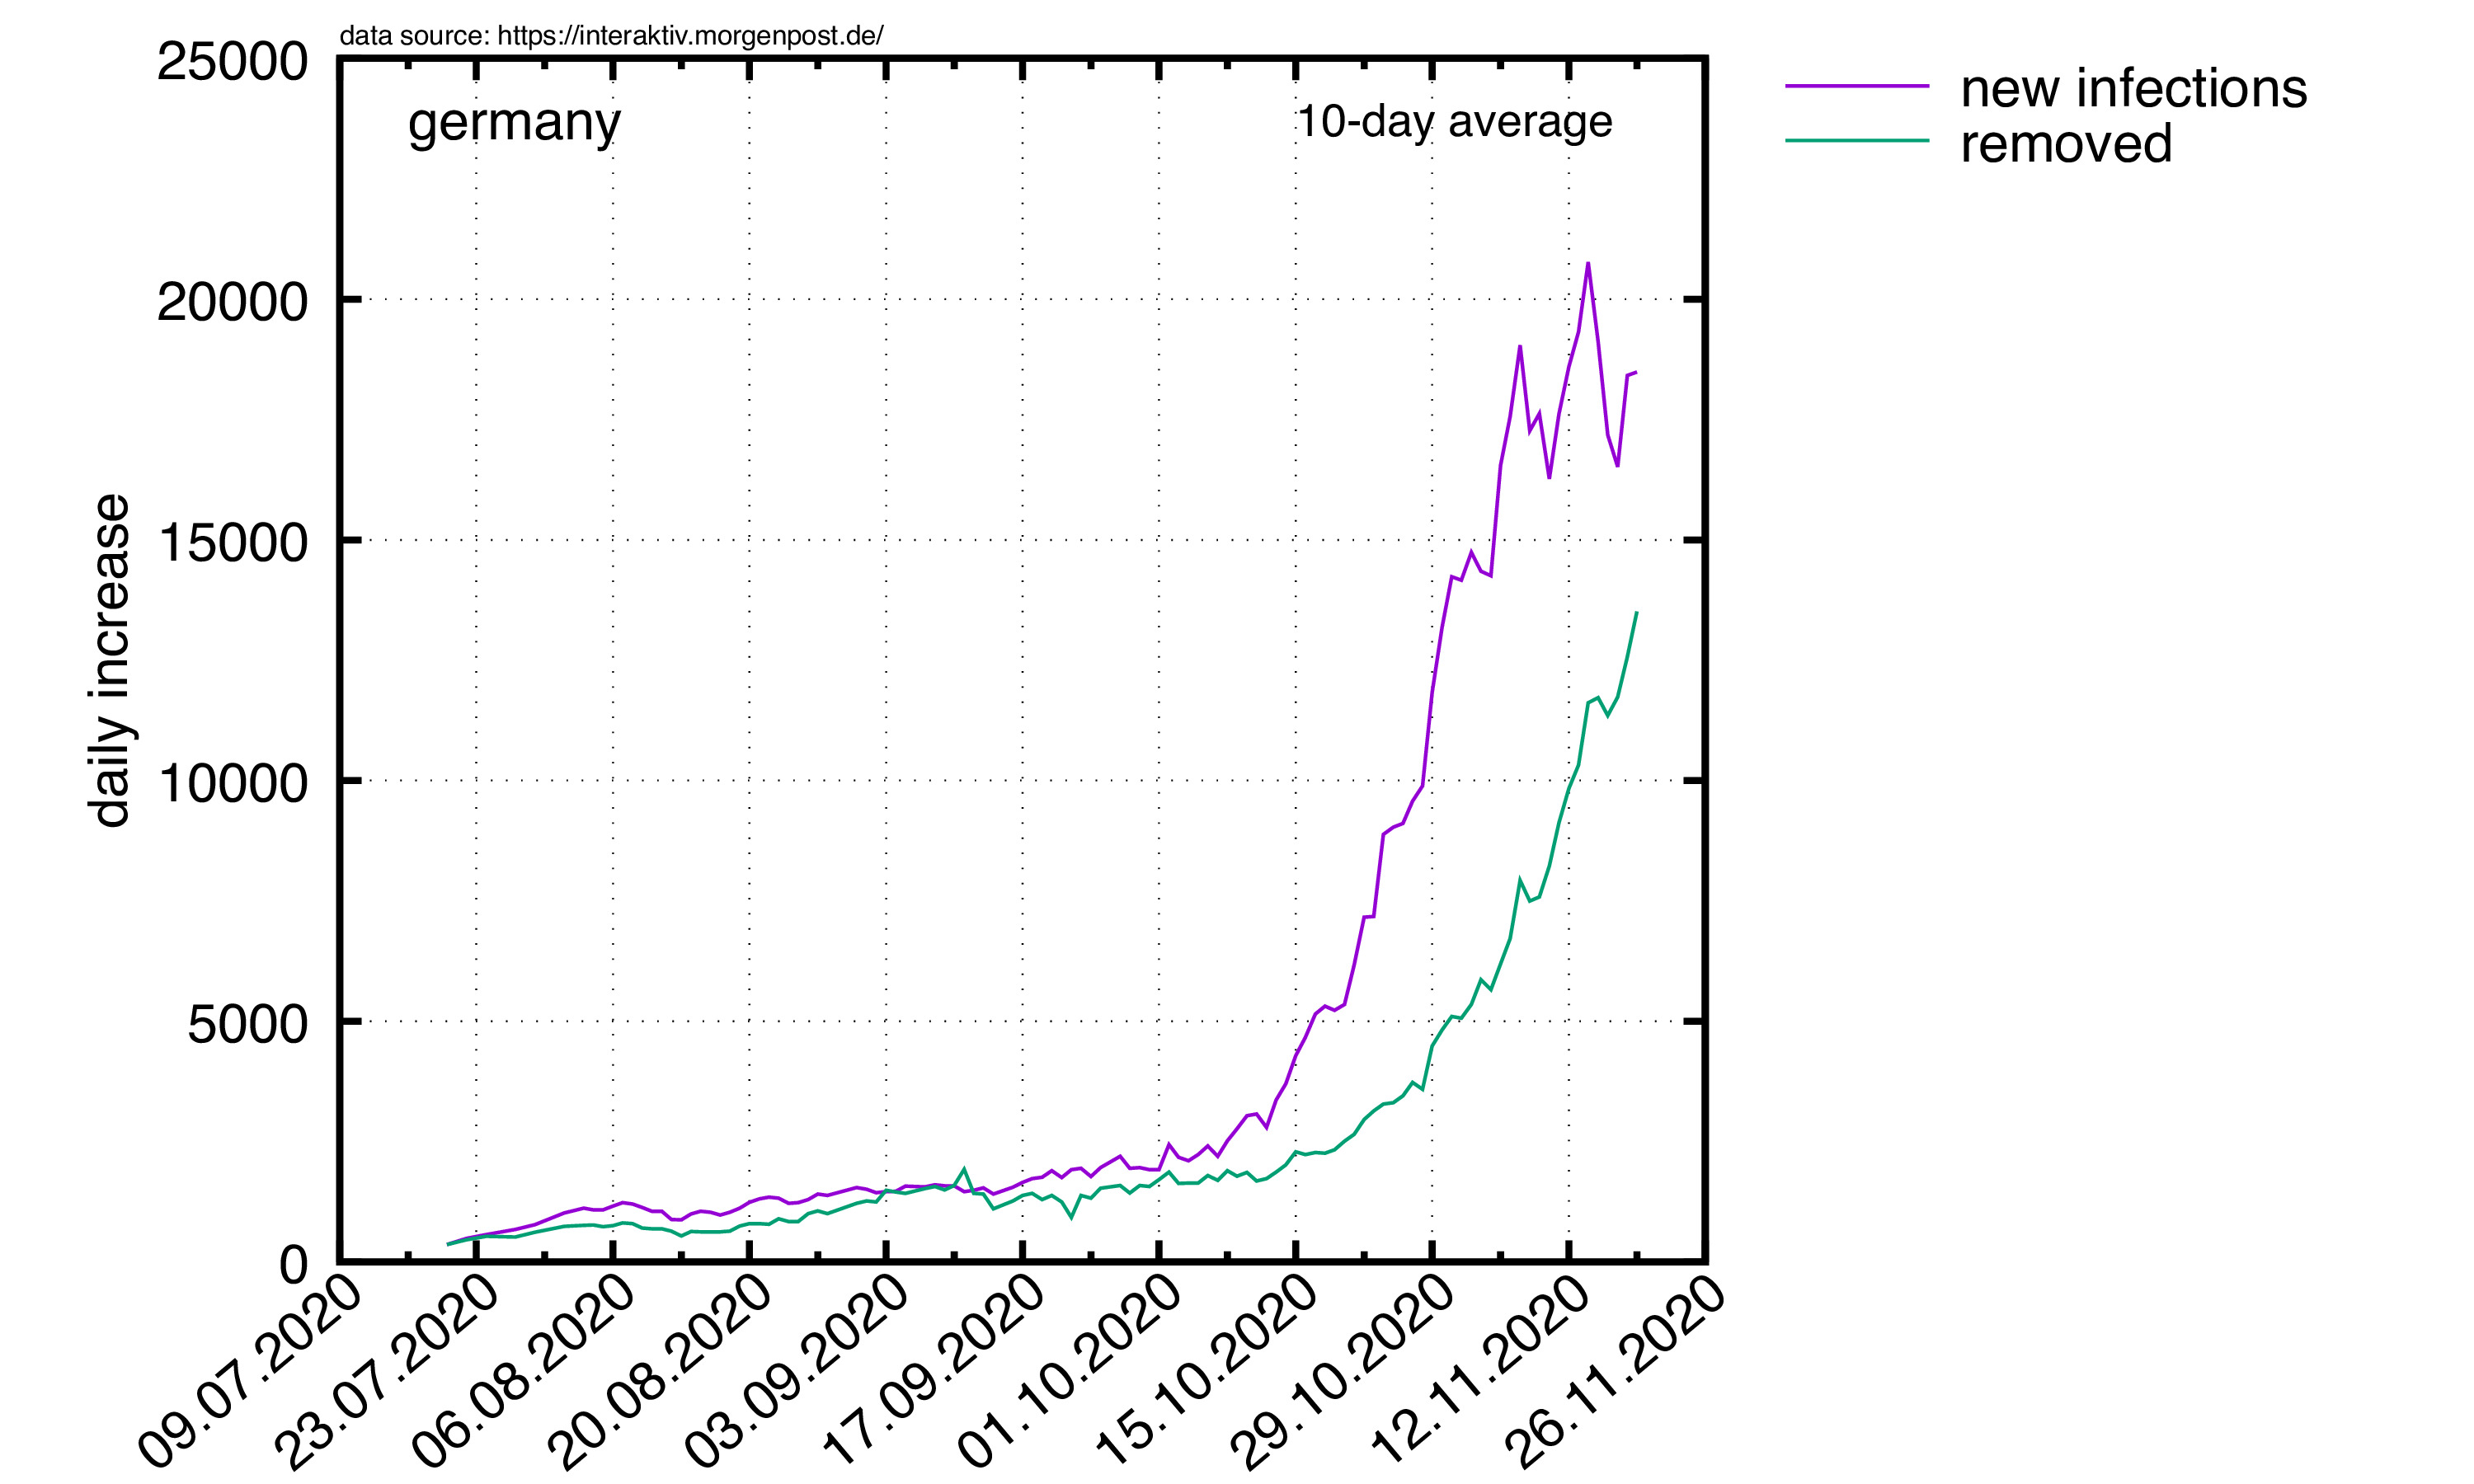 data source: https://interaktiv.morgenpost.de/
germany
10-day average
new infections
removed
daily increase
25000
20000
15000
10000
5000
0
09.07.2020
23.07.2020
06.08.2020
20.08.2020
03.09.2020
17.09.2020
01.10.2020
15.10.2020
29.10.2020
12.11.2020
26.11.2020